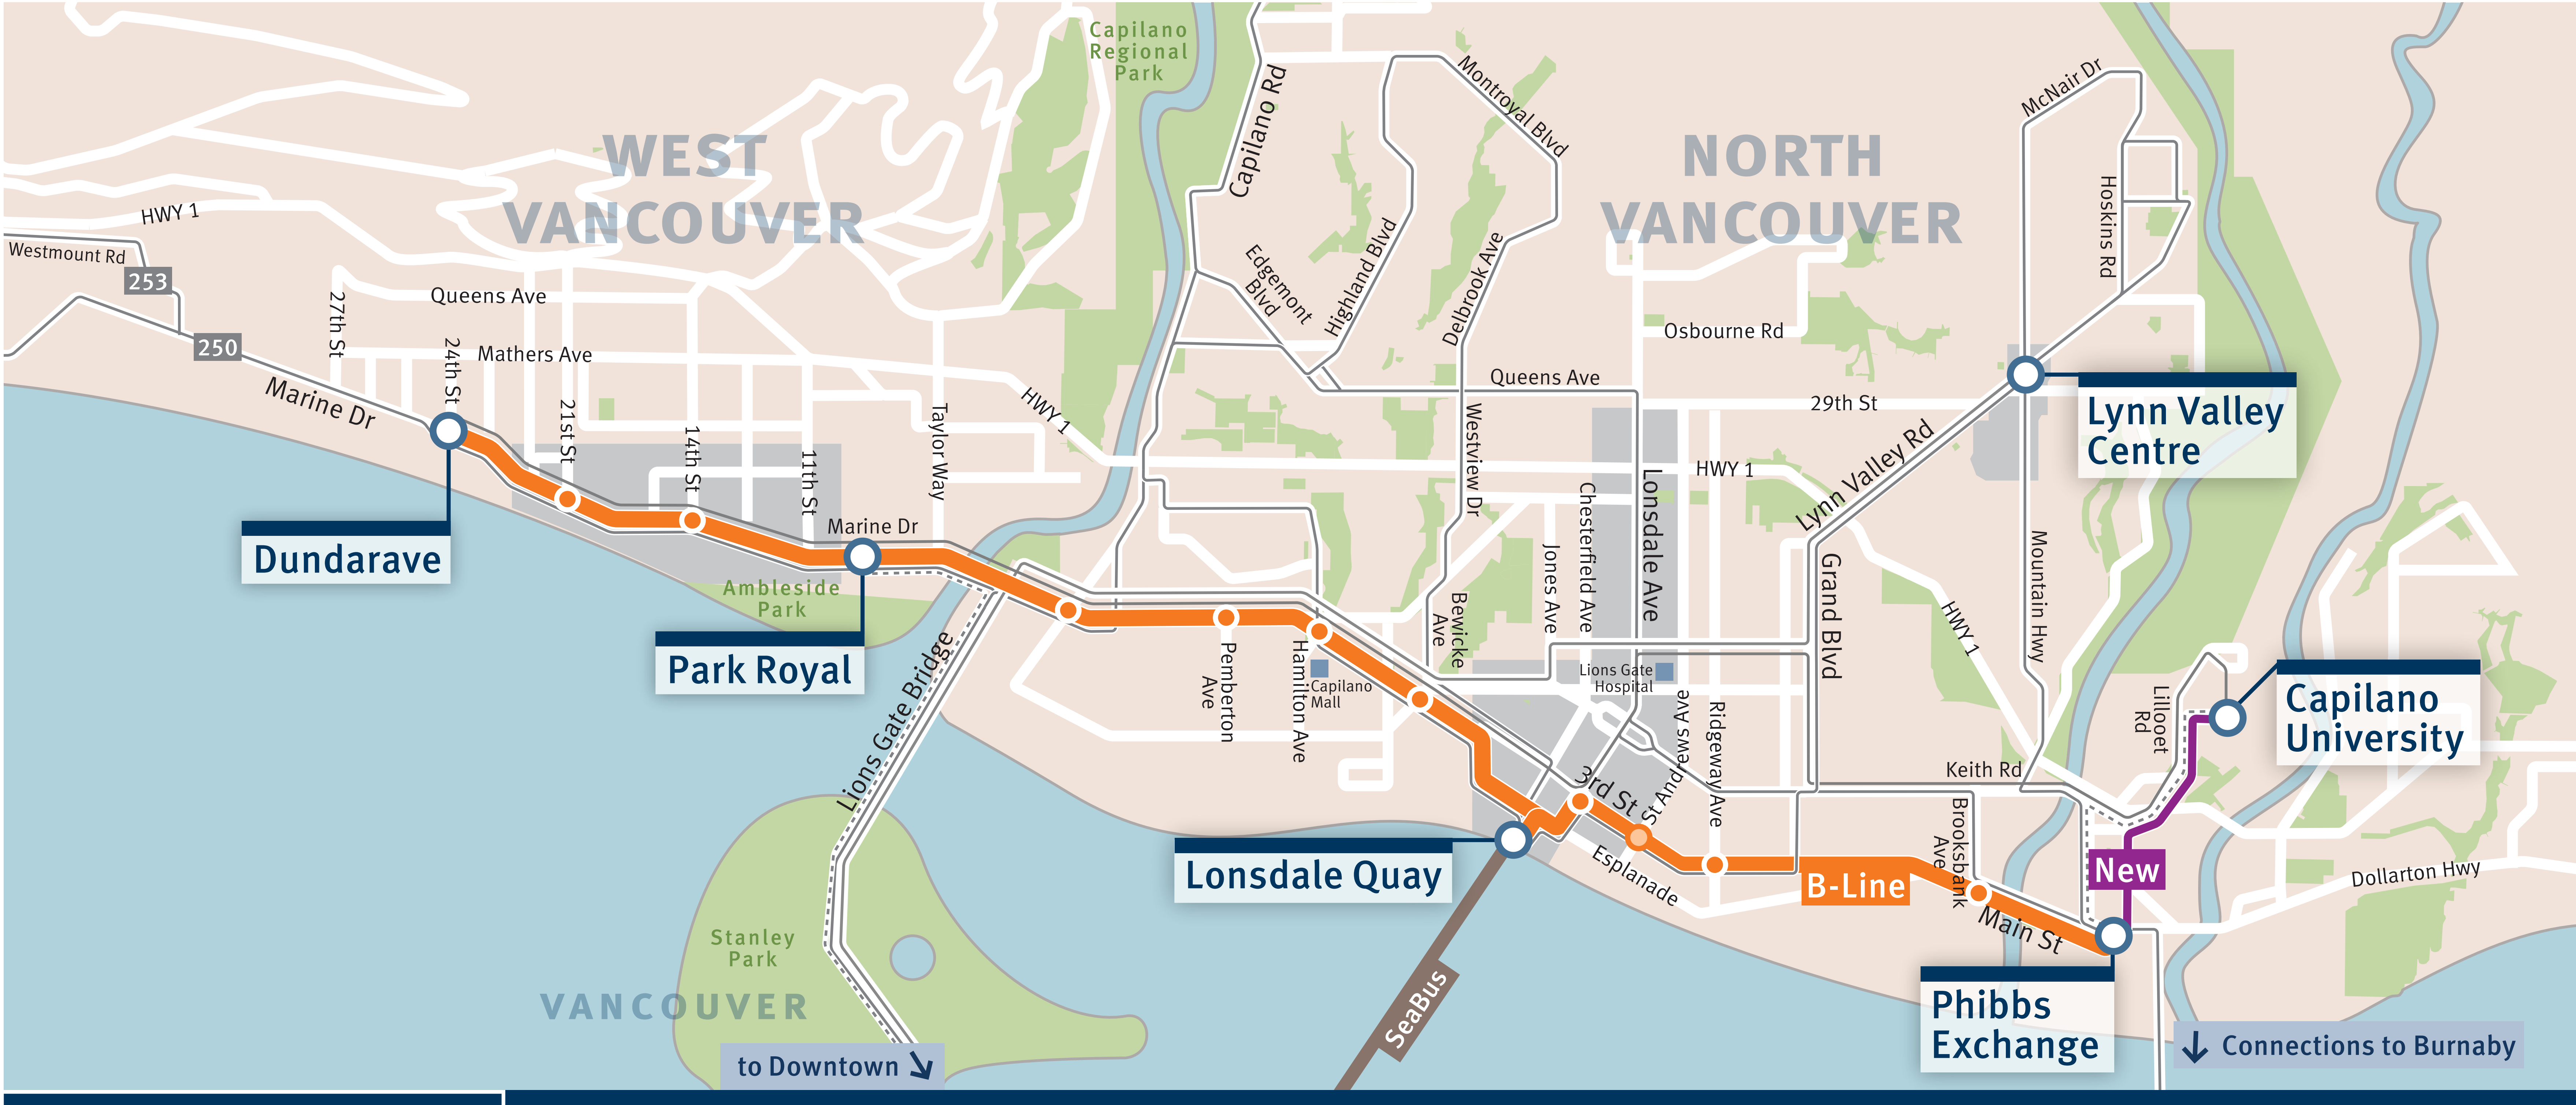 Capilano
Regional
Park
Capilano Rd
Montroyal Blvd
McNair Dr
WEST
VANCOUVER
NORTH
VANCOUVER
HWY 1
Westmount Rd
253
250
Marine Dr
27th St
24th St
Queens Ave
Mathers Ave
21st St
14th St
11th St
Taylor Way
HWY 1
Marine Dr
Edgemont
Blvd
Highland Blvd
Delbrook Ave
Queens Ave
Westview Dr
Osbourne Rd
29th St
HWY 1
Hoskins Rd
Lynn Valley
Centre
Lynn Valley Rd
Mountain Hwy
Grand Blvd
HWY 1
Lonsdale Ave
Chesterfield Ave
Jones Ave
Bewicke
Ave
Dundarave
Ambleside
Park
Park Royal
Lions Gate Bridge
Pemberton
Ave
Hamilton Ave
Capilano
Mall
Lions Gate
Hospital
3rd St
St Andrews Ave
Ridgeway Ave
Keith Rd
Brooksbank
Ave
Lillooet
Rd
Capilano
University
Lonsdale Quay
Esplanade
B-Line
New
Main St
Dollarton Hwy
Stanley
Park
VANCOUVER
SeaBus
to Downtown
Phibbs
Exchange
Connections to Burnaby